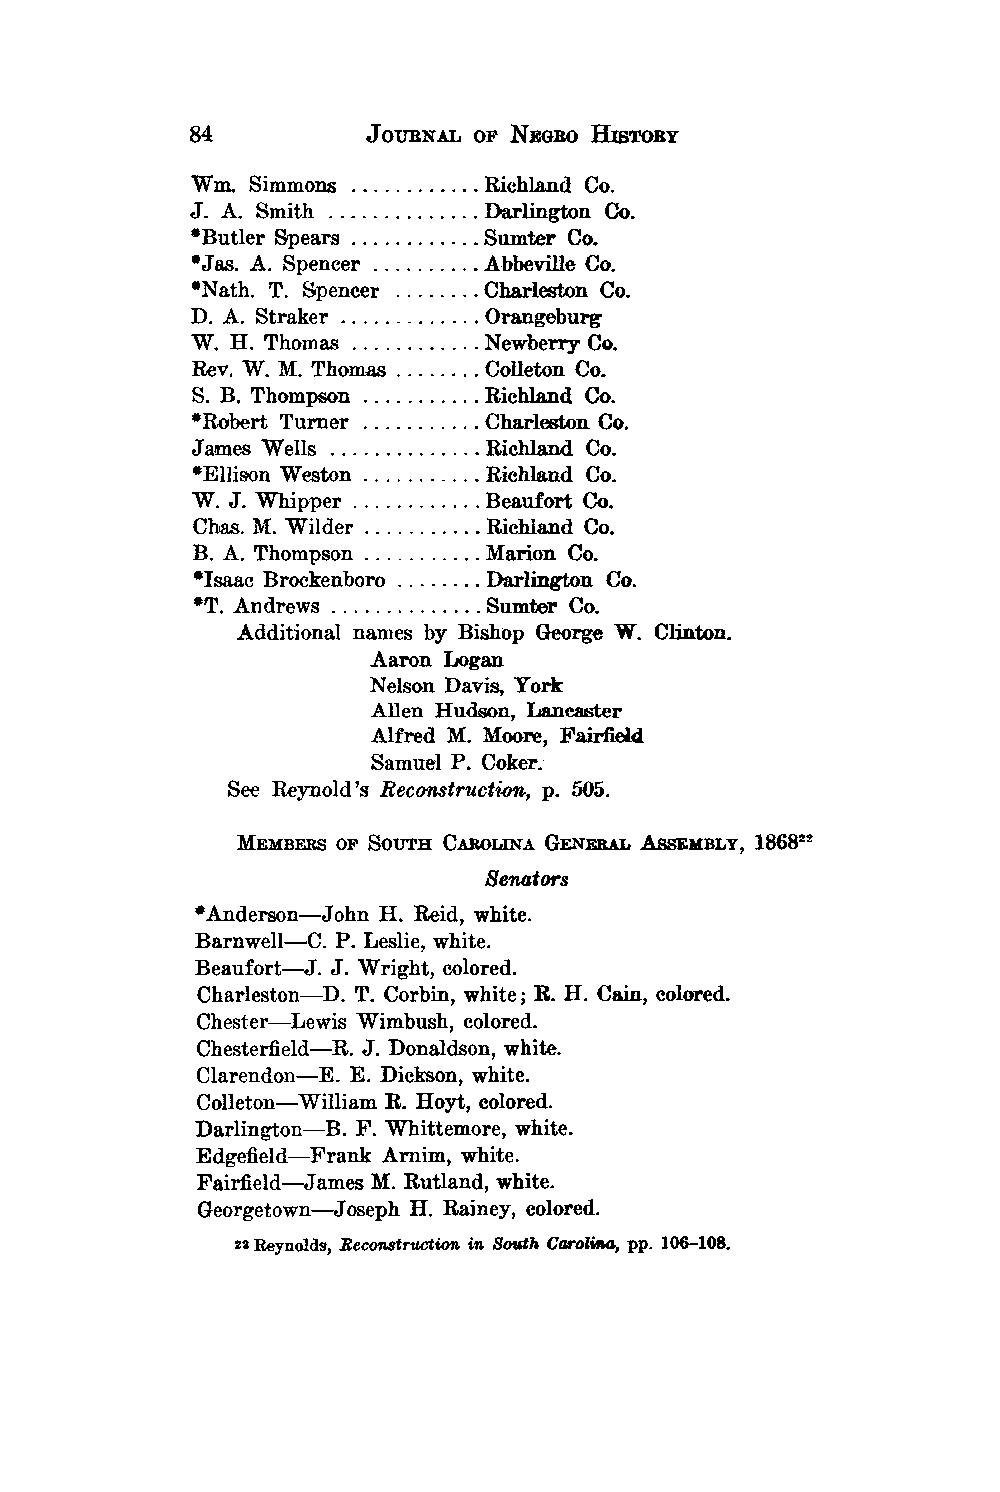 84 JOURNAL OF NEGRO HISTORY
Wm. Simmons ............ Richland Co.
J. A. Smith .............. Darlington Co.
*Butler Spears ............ Sumter Co.
*Jas. A. Spencer .......... Abbeville Co.
*Nath. T. Spencer ........ Charleston Co.
D. A. Straker ............. Orangeburg
W. H. Thomas ............ Newberry Co.
Rev. W. M. Thomas ........ Colleton Co.
S. B. Thompson ........... Richland Co.
*Robert Turner ........... Charleston Co.
James Wells .............. Richland Co.
*Ellison Weston ........... Richland Co.
W. J. Whipper ............ Beaufort Co.
Chas. M. Wilder ........... Richland Co.
B. A. Thompson ........... Marion Co.
*Isaac Brockenboro ........ Darlington Co.
*T. Andrews .............. Sumter Co.
Additional names by Bishop George W. Clinton.
Aaron Logan
Nelson Davis, York
Allen Hudson, Lancaster
Alfred M. Moore, Fairfield
Samuel P. Coker.
See Reynold's Reconstruction, p. 505.
MEMBERS OF SOUTH CAROLINA GENERAL ASSEMBLY, 1868²²
Senators
*Anderson—John H. Reid, white.
Barnwell—C. P. Leslie, white.
Beaufort—J. J. Wright, colored.
Charleston—D. T. Corbin, white; R. H. Cain, colored.
Chester—Lewis Wimbush, colored.
Chesterfield—R. J. Donaldson, white.
Clarendon—E. E. Dickson, white.
Colleton—William R. Hoyt, colored.
Darlington—B. F. Whittemore, white.
Edgefield—Frank Arnim, white.
Fairfield—James M. Rutland, white.
Georgetown—Joseph H. Rainey, colored.
²² Reynolds, Reconstruction in South Carolina, pp. 106–108.